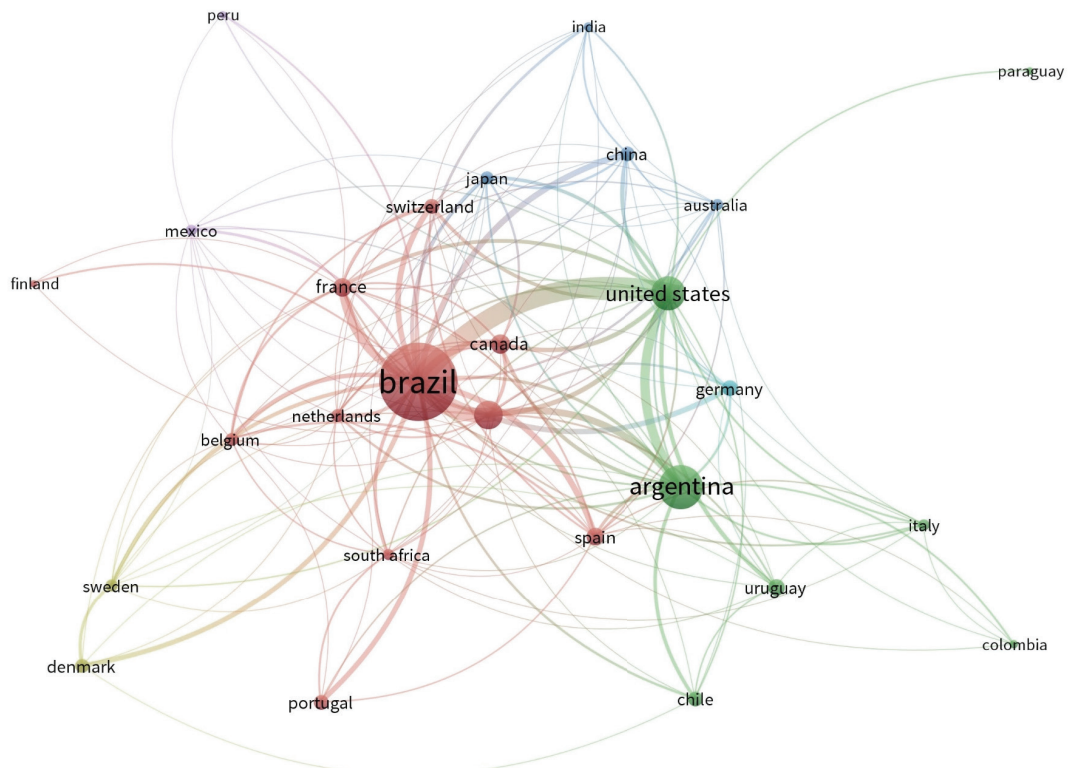 peru
india
paraguay
china
japan
switzerland
australia
mexico
finland
france
united states
canada
brazil
germany
netherlands
belgium
argentina
italy
spain
south africa
sweden
uruguay
colombia
denmark
chile
portugal